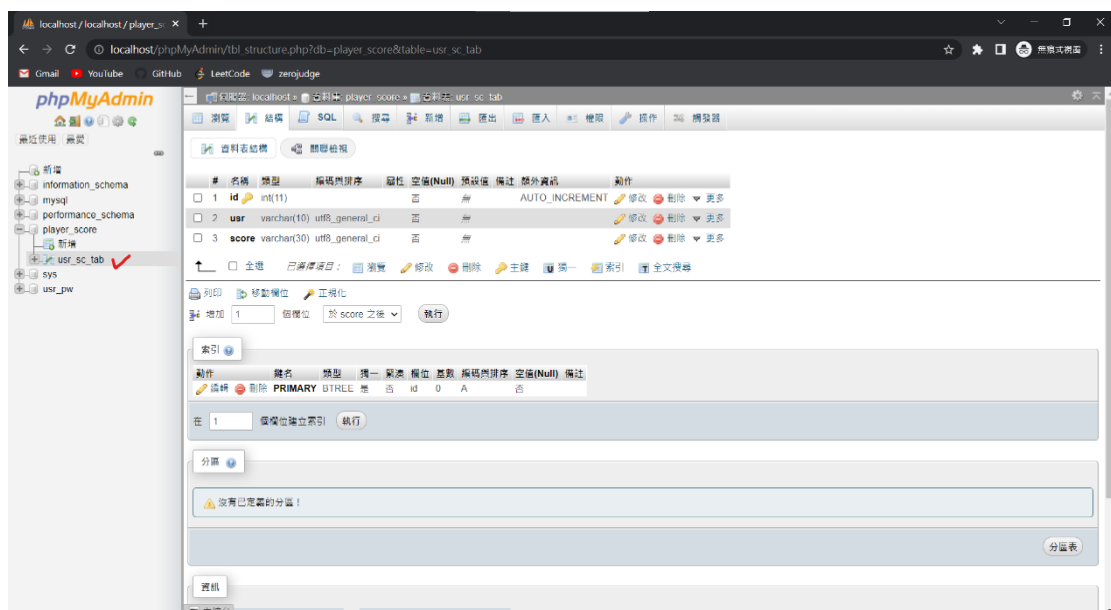 localhost / localhost / player_sc
localhost/phpMyAdmin/tbl_structure.php?db=player_score&table=usr_sc_tab
無痕式視窗
Gmail YouTube GitHub LeetCode zerojudge
phpMyAdmin
最近使用 最愛
新增
information_schema
mysql
performance_schema
player_score
新增
usr_sc_tab
sys
usr_pw
伺服器: localhost » 資料庫: player_score » 資料表: usr_sc_tab
瀏覽 結構 SQL 搜尋 新增 匯出 匯入 權限 操作 觸發器
資料表結構 關聯檢視
# 名稱 類型 編碼與排序 屬性 空值(Null) 預設值 備註 額外資訊 動作
1 id int(11) 否 無 AUTO_INCREMENT 修改 刪除 更多
2 usr varchar(10) utf8_general_ci 否 無 修改 刪除 更多
3 score varchar(30) utf8_general_ci 否 無 修改 刪除 更多
全選 已選擇項目: 瀏覽 修改 刪除 主鍵 獨一 索引 全文搜尋
列印 移動欄位 正規化
增加 1 個欄位 於 score 之後 執行
索引
動作 鍵名 類型 獨一 緊湊 欄位 基數 編碼與排序 空值(Null) 備註
編輯 刪除 PRIMARY BTREE 是 否 id 0 A 否
在 1 個欄位建立索引 執行
分區
沒有已定義的分區!
分區表
資訊